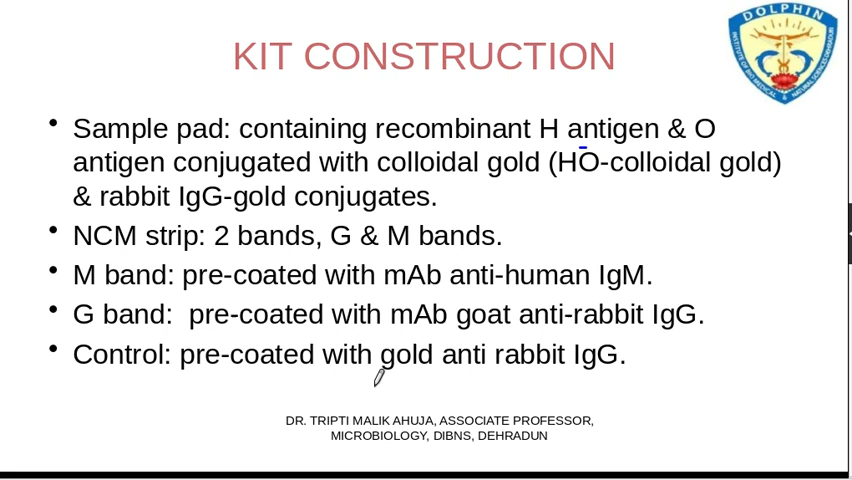 DOLPHIN
KIT CONSTRUCTION
• Sample pad: containing recombinant H antigen & O
antigen conjugated with colloidal gold (HO-colloidal gold)
& rabbit IgG-gold conjugates.
• NCM strip: 2 bands, G & M bands.
• M band: pre-coated with mAb anti-human IgM.
• G band:  pre-coated with mAb goat anti-rabbit IgG.
• Control: pre-coated with gold anti rabbit IgG.
DR. TRIPTI MALIK AHUJA, ASSOCIATE PROFESSOR,
MICROBIOLOGY, DIBNS, DEHRADUN